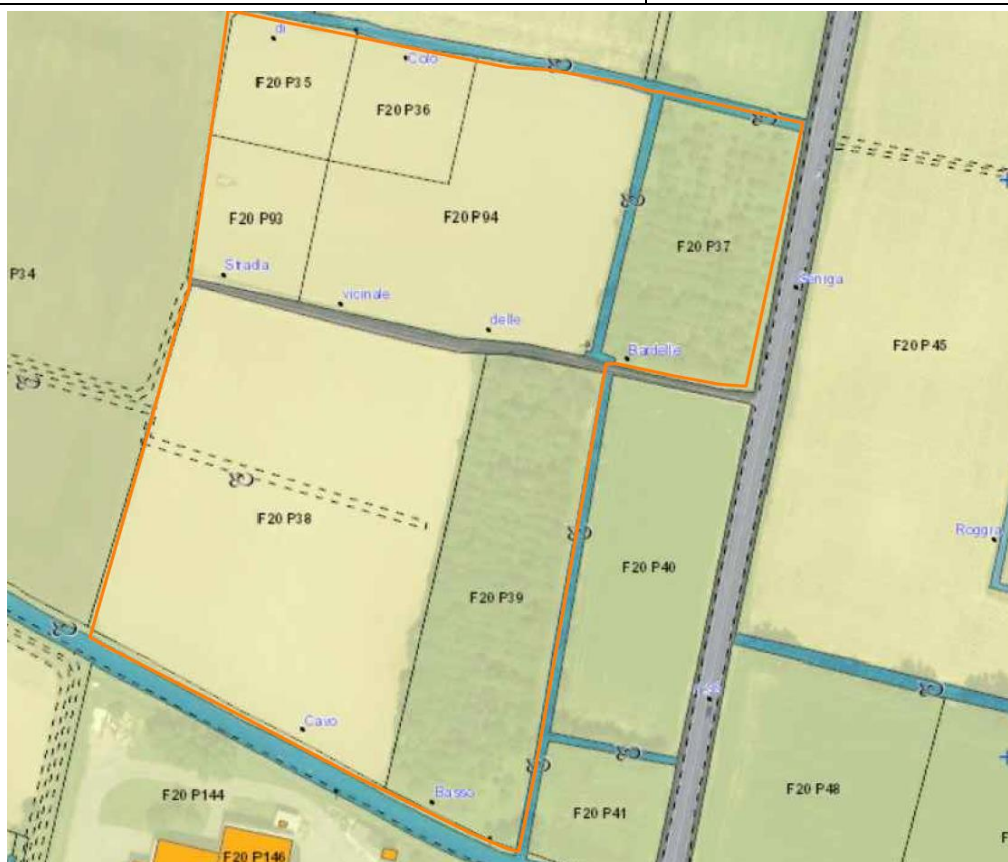 di
Colo
F20 P35
F20 P36
F20 P93
F20 P94
F20 P37
P34
Strada
vicinale
delle
Bardelle
Seniga
F20 P45
F20 P38
F20 P39
F20 P40
Roggia
Cavo
Basso
F20 P144
F20 P41
F20 P48
F20 P146
F